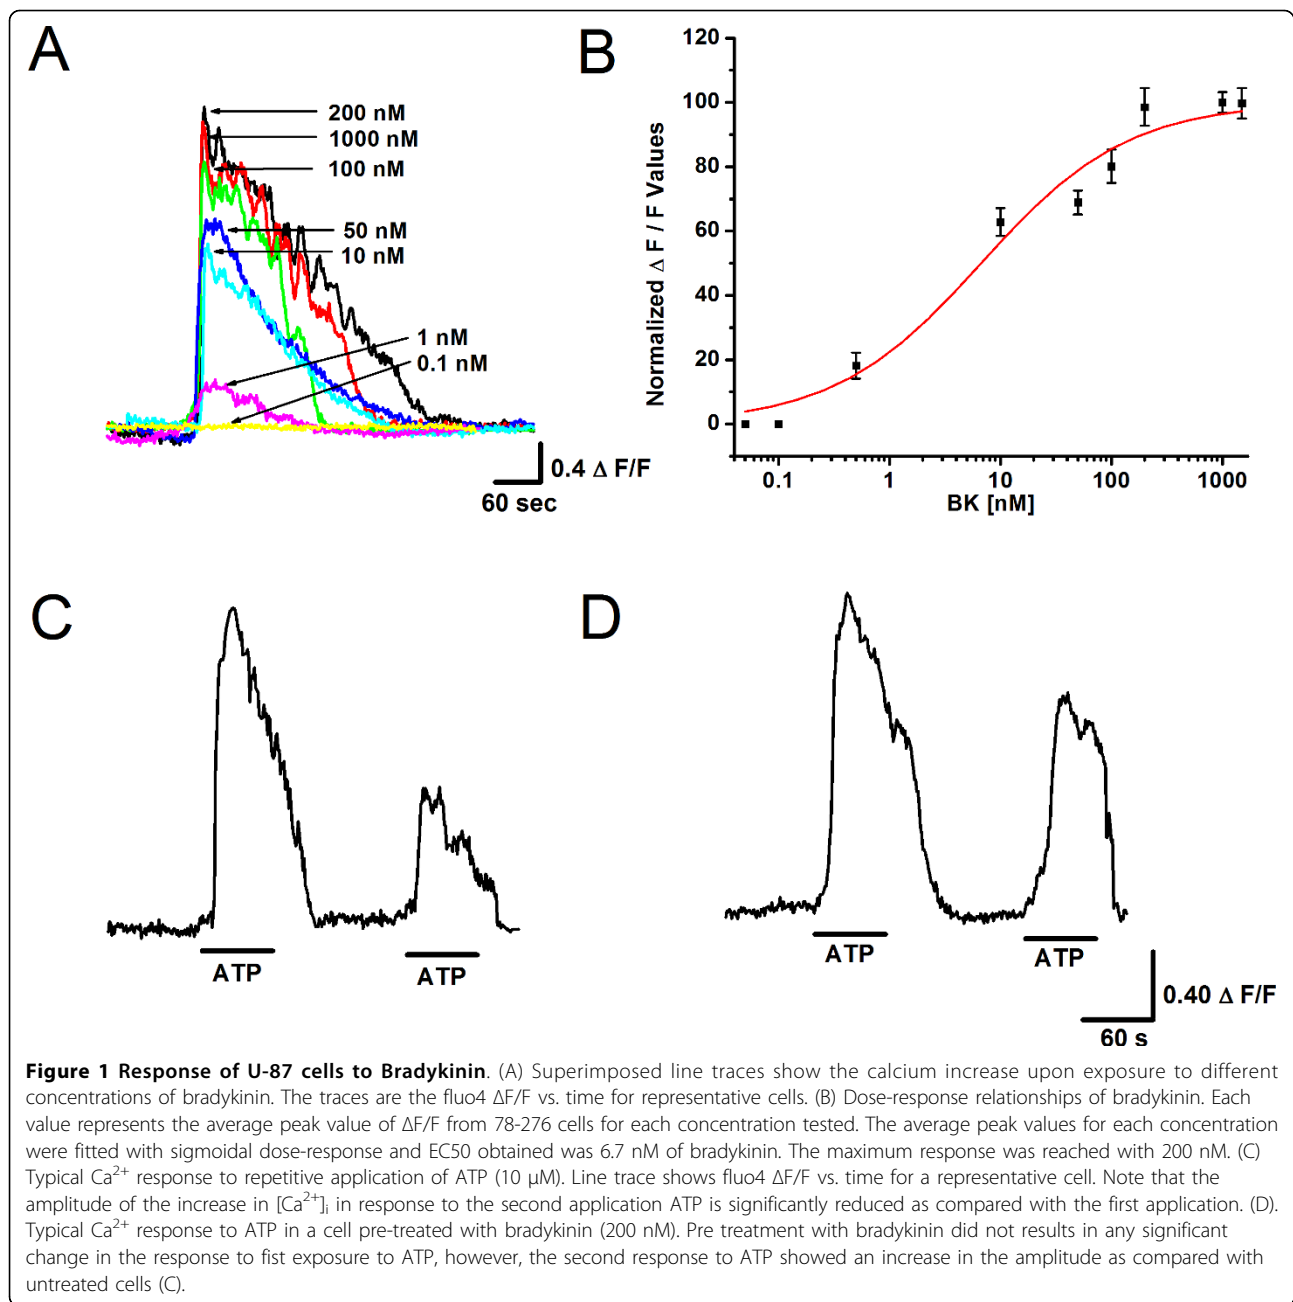 A
200 nM
1000 nM
100 nM
50 nM
10 nM
1 nM
0.1 nM
0.4 Δ F/F
60 sec
B
Normalized Δ F / F Values
120
100
80
60
40
20
0
0.1
1
10
100
1000
BK [nM]
C
ATP
ATP
D
ATP
ATP
0.40 Δ F/F
60 s
Figure 1 Response of U-87 cells to Bradykinin. (A) Superimposed line traces show the calcium increase upon exposure to different
concentrations of bradykinin. The traces are the fluo4 ΔF/F vs. time for representative cells. (B) Dose-response relationships of bradykinin. Each
value represents the average peak value of ΔF/F from 78-276 cells for each concentration tested. The average peak values for each concentration
were fitted with sigmoidal dose-response and EC50 obtained was 6.7 nM of bradykinin. The maximum response was reached with 200 nM. (C)
Typical Ca²⁺ response to repetitive application of ATP (10 μM). Line trace shows fluo4 ΔF/F vs. time for a representative cell. Note that the
amplitude of the increase in [Ca²⁺]ᵢ in response to the second application ATP is significantly reduced as compared with the first application. (D).
Typical Ca²⁺ response to ATP in a cell pre-treated with bradykinin (200 nM). Pre treatment with bradykinin did not results in any significant
change in the response to fist exposure to ATP, however, the second response to ATP showed an increase in the amplitude as compared with
untreated cells (C).